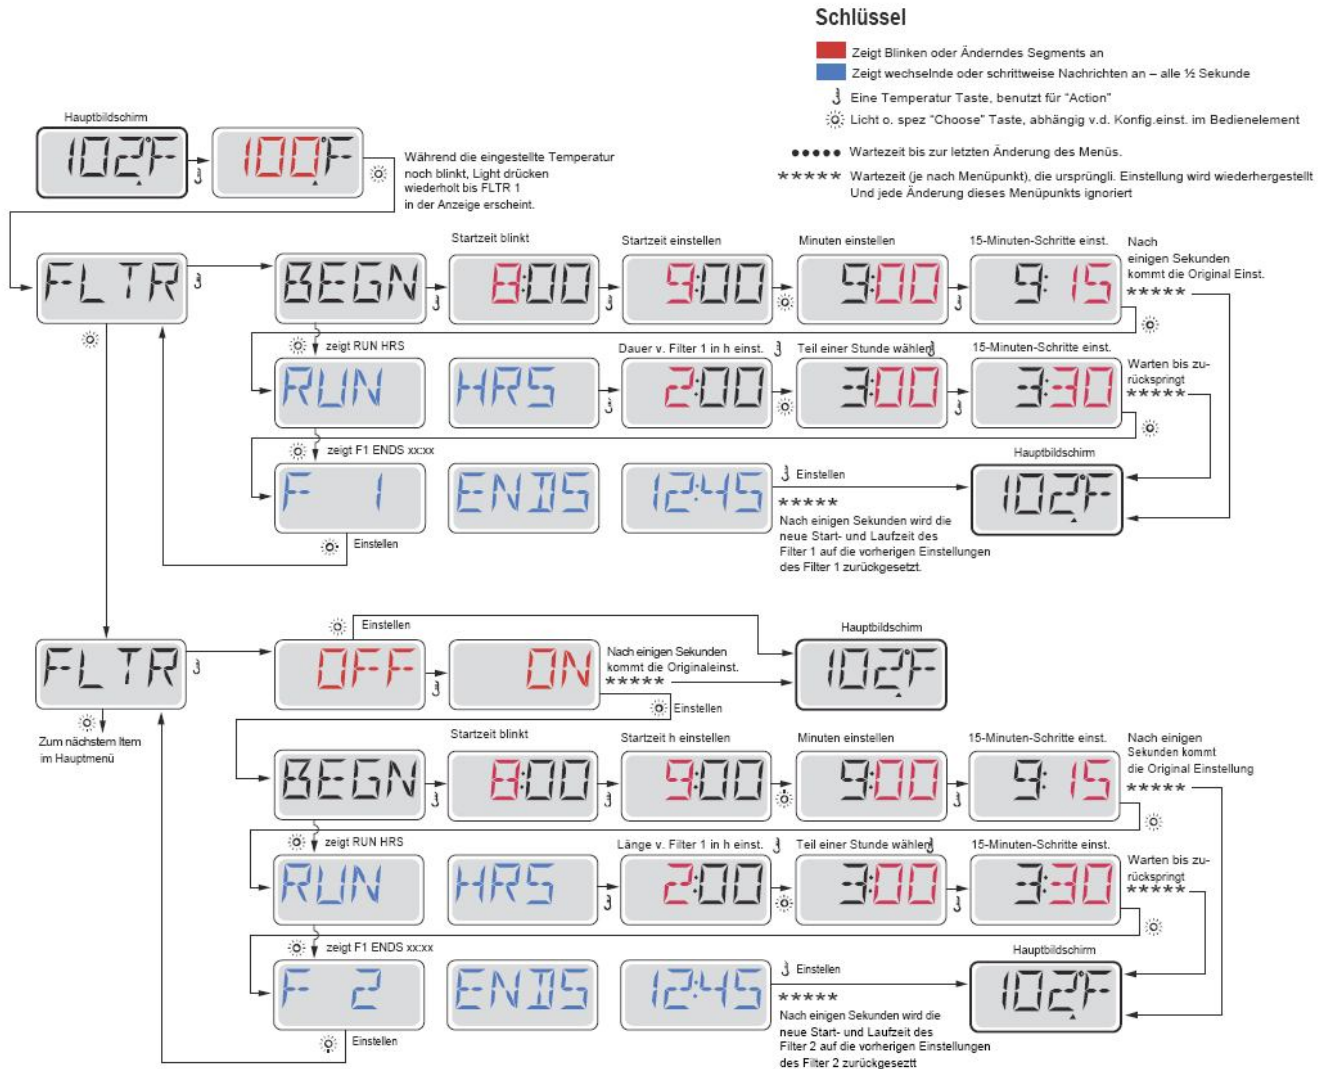 Schlüssel
Zeigt Blinken oder Änderndes Segments an
Zeigt wechselnde oder schrittweise Nachrichten an – alle ½ Sekunde
Eine Temperatur Taste, benutzt für "Action"
Licht o. spez "Choose" Taste, abhängig v.d. Konfig.einst. im Bedienelement
••••• Wartezeit bis zur letzten Änderung des Menüs.
***** Wartezeit (je nach Menüpunkt), die ursprüngli. Einstellung wird wiederhergestellt
Und jede Änderung dieses Menüpunkts ignoriert
Hauptbildschirm
102°F
100°F
Während die eingestellte Temperatur
noch blinkt, Light drücken
wiederholt bis FLTR 1
in der Anzeige erscheint.
Startzeit blinkt
Startzeit einstellen
Minuten einstellen
15-Minuten-Schritte einst.
Nach
einigen Sekunden
kommt die Original Einst.
*****
FLTR
BEGN
8:00
9:00
9:00
9:15
zeigt RUN HRS
Dauer v. Filter 1 in h einst.
Teil einer Stunde wählen
15-Minuten-Schritte einst.
Warten bis zu-
rückspringt
*****
RUN
HRS
2:00
3:00
3:30
zeigt F1 ENDS xx:xx
Hauptbildschirm
F 1
ENDS
12:45
Einstellen
*****
Nach einigen Sekunden wird die
neue Start- und Laufzeit des
Filter 1 auf die vorherigen Einstellungen
des Filter 1 zurückgesetzt.
102°F
Einstellen
Einstellen
Hauptbildschirm
FLTR
OFF
ON
Nach einigen Sekunden
kommt die Originaleinst.
*****
102°F
Einstellen
Zum nächstem Item
im Hauptmenü
Startzeit blinkt
Startzeit h einstellen
Minuten einstellen
15-Minuten-Schritte einst.
Nach einigen
Sekunden kommt
die Original Einstellung
*****
BEGN
8:00
9:00
9:00
9:15
zeigt RUN HRS
Länge v. Filter 1 in h einst.
Teil einer Stunde wählen
15-Minuten-Schritte einst.
Warten bis zu-
rückspringt
*****
RUN
HRS
2:00
3:00
3:30
zeigt F1 ENDS xx:xx
Hauptbildschirm
F 2
ENDS
12:45
Einstellen
*****
Nach einigen Sekunden wird die
neue Start- und Laufzeit des
Filter 2 auf die vorherigen Einstellungen
des Filter 2 zurückgeseztt
102°F
Einstellen